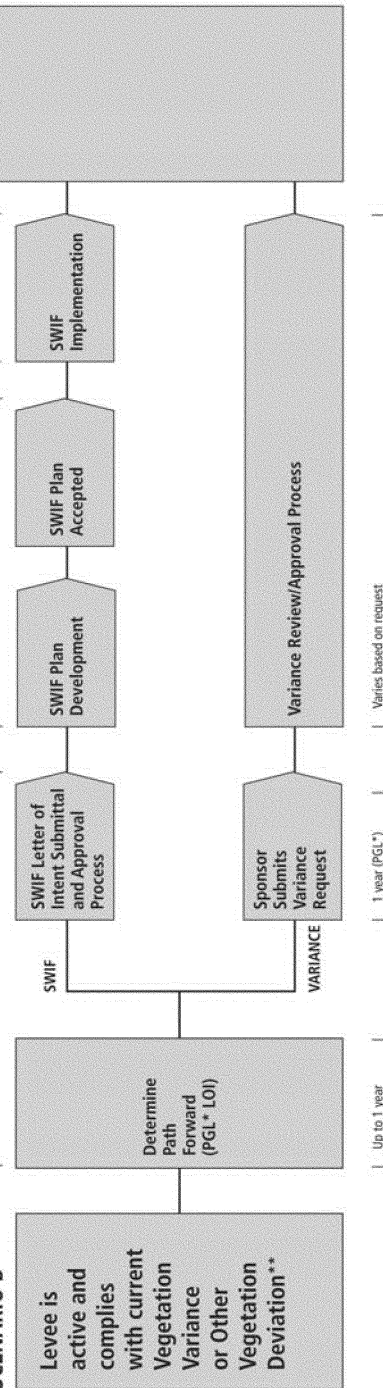 Levee is
active and
complies
with current
Vegetation
Variance
or Other
Vegetation
Deviation**
Determine
Path
Forward
(PGL* LOI)
Up to 1 year
SWIF
SWIF Letter of
Intent Submittal
and Approval
Process
SWIF Plan
Development
SWIF Plan
Accepted
SWIF
Implementation
VARIANCE
Sponsor
Submits
Variance
Request
1 year (PGL*)
Variance Review/Approval Process
Varies based on request